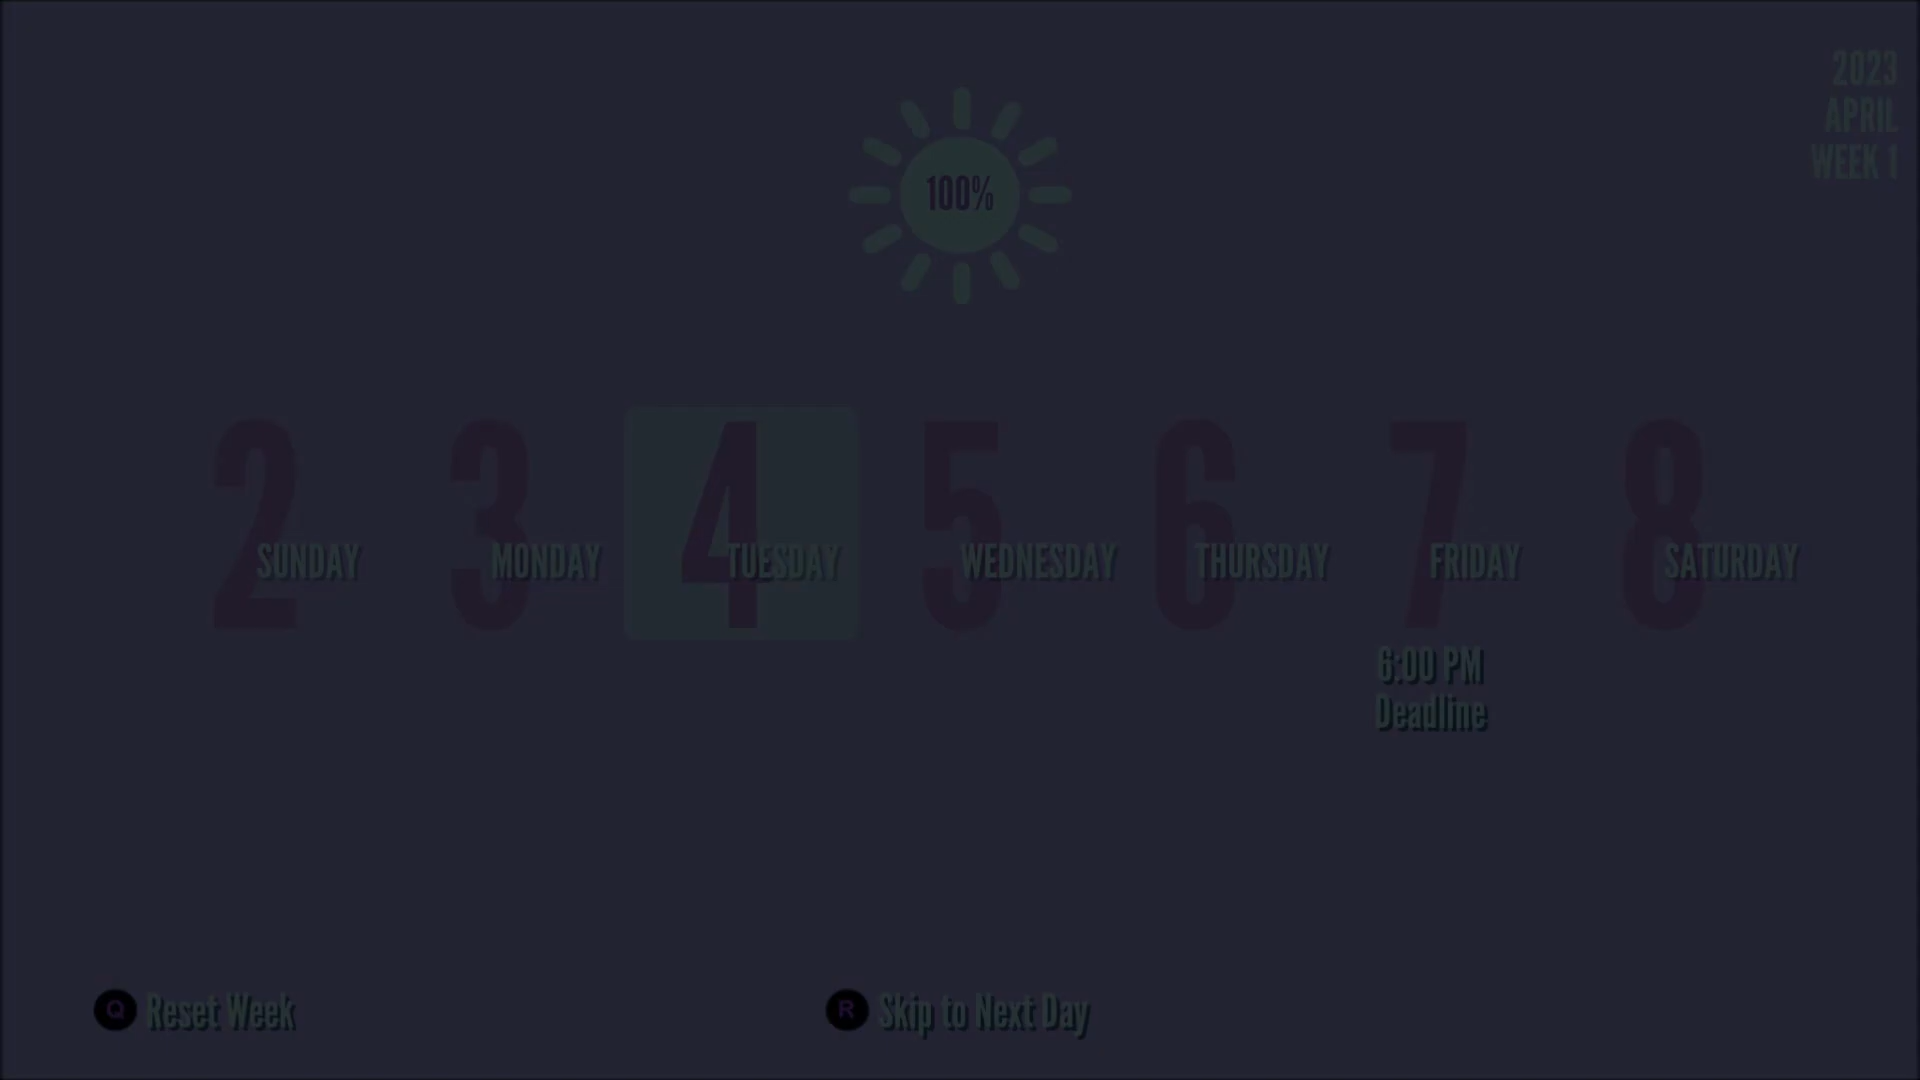 2023
APRIL
WEEK 1
100%
2 SUNDAY
3 MONDAY
4 TUESDAY
5 WEDNESDAY
6 THURSDAY
7 FRIDAY
8 SATURDAY
6:00 PM
Deadline
Q Reset Week
R Skip to Next Day